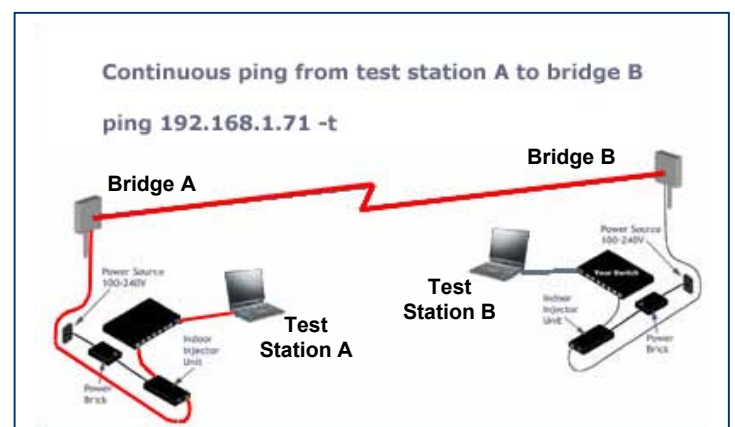 Continuous ping from test station A to bridge B
ping 192.168.1.71 -t
Bridge B
Bridge A
Power Source
100-240V
Your Switch
Power Source
100-240V
Test
Station B
Indoor
Injector
Unit
Power
Brick
Test
Station A
Indoor
Injector
Unit
Power
Brick